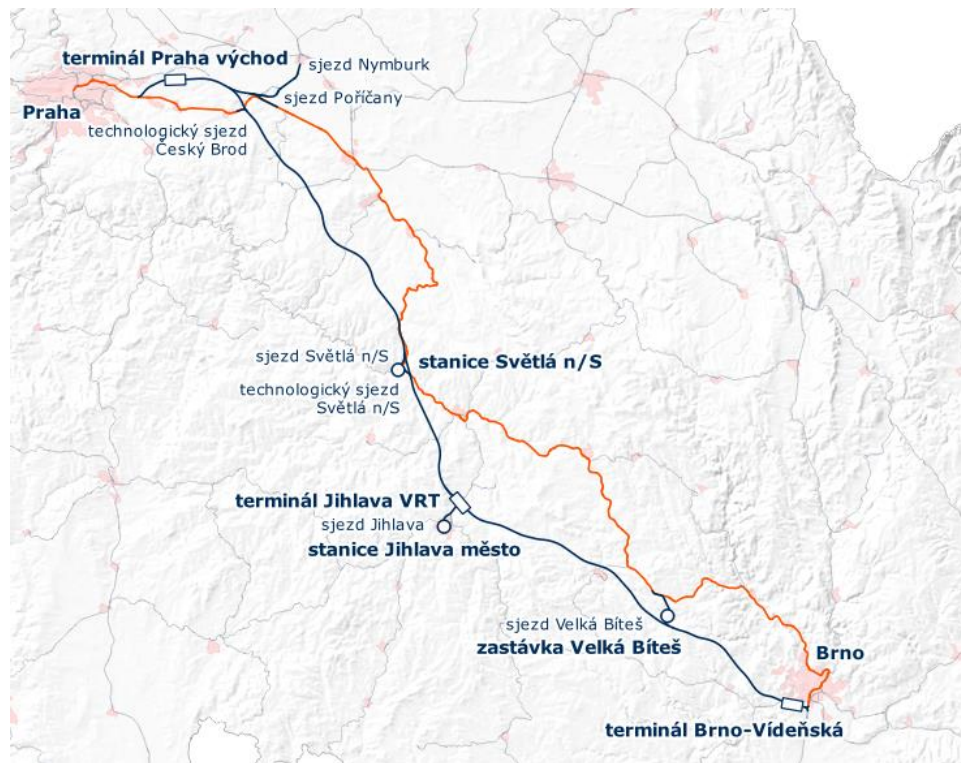 terminál Praha východ
sjezd Nymburk
sjezd Poříčany
Praha
technologický sjezd
Český Brod
sjezd Světlá n/S
stanice Světlá n/S
technologický sjezd
Světlá n/S
terminál Jihlava VRT
sjezd Jihlava
stanice Jihlava město
sjezd Velká Bíteš
zastávka Velká Bíteš
Brno
terminál Brno-Vídeňská